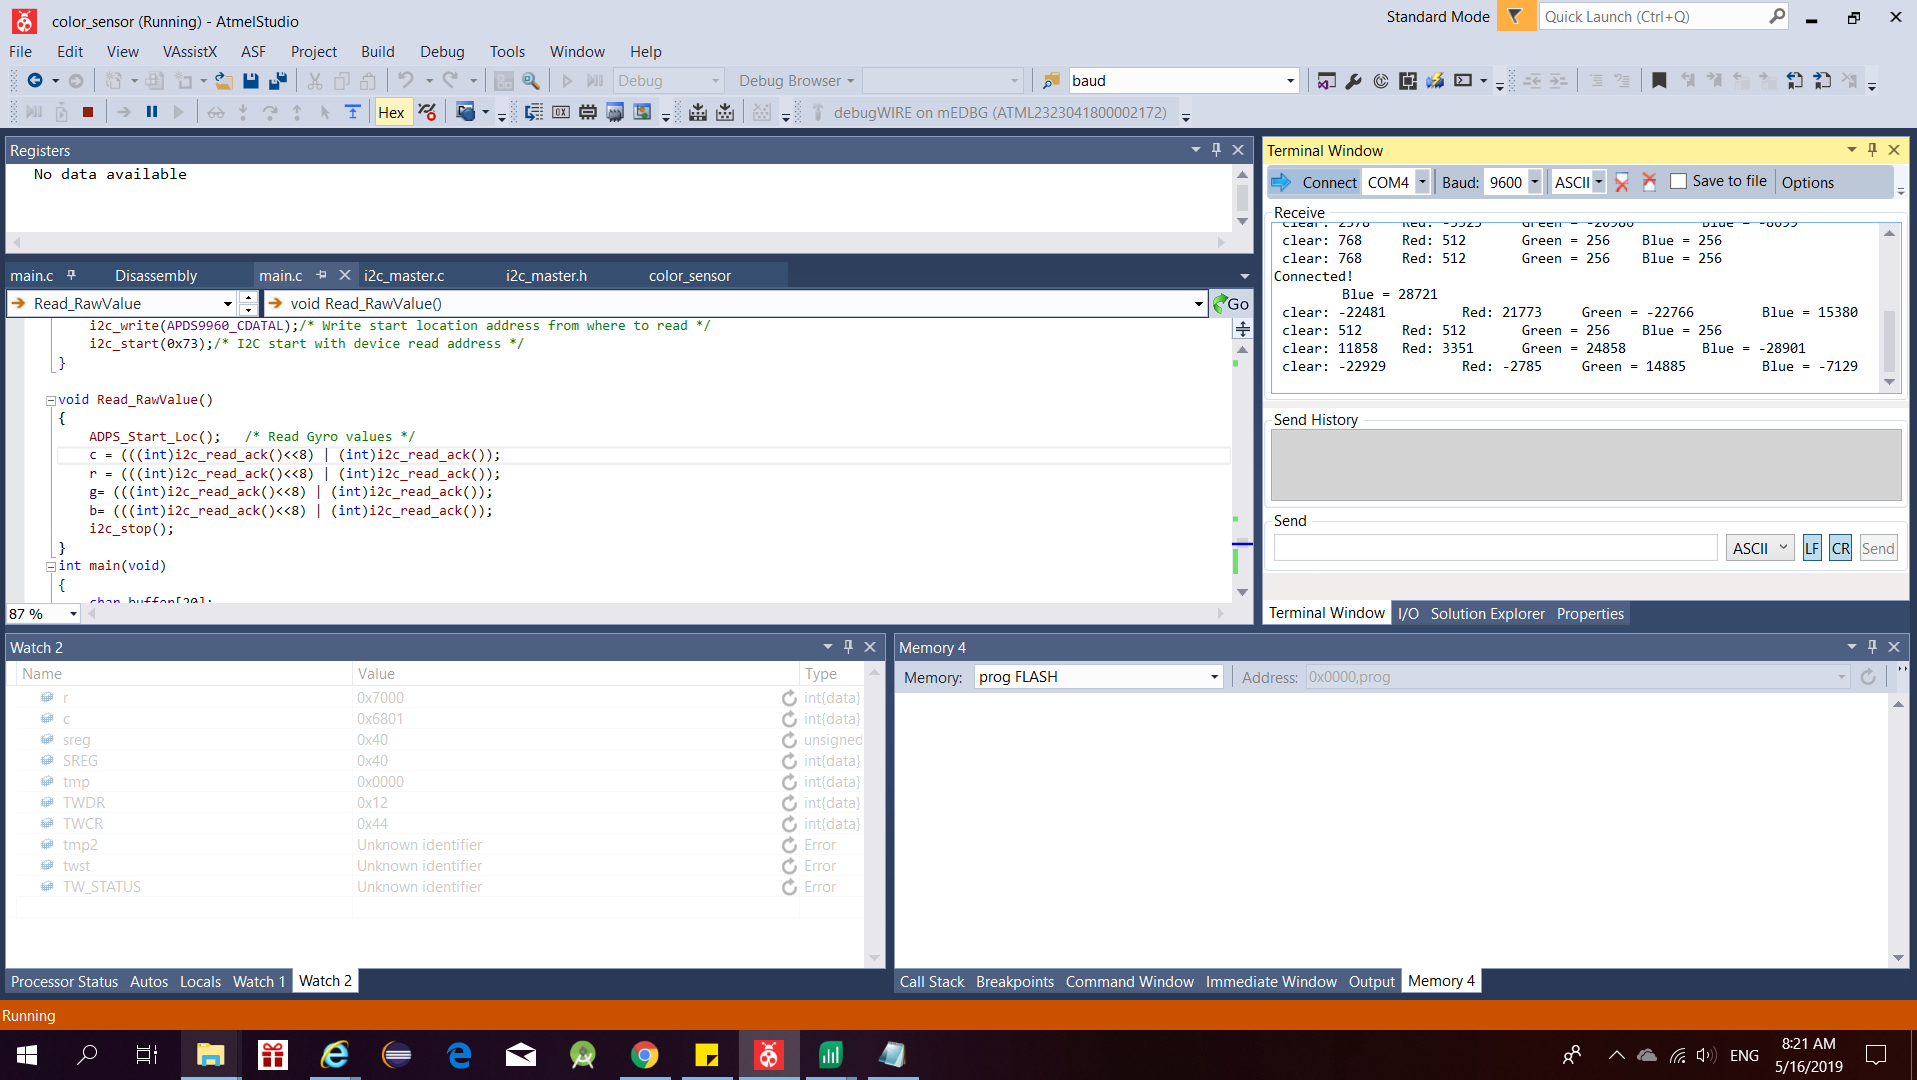 color_sensor (Running) - AtmelStudio
Standard Mode
Quick Launch (Ctrl+Q)
File Edit View VAssistX ASF Project Build Debug Tools Window Help
Debug
Debug Browser
baud
Hex
debugWIRE on mEDBG (ATML2323041800002172)
Registers
No data available
main.c Disassembly main.c i2c_master.c i2c_master.h color_sensor
Read_RawValue
void Read_RawValue()
Go
i2c_write(APDS9960_CDATAL);/* Write start location address from where to read */
i2c_start(0x73);/* I2C start with device read address */
}
void Read_RawValue()
{
ADPS_Start_Loc(); /* Read Gyro values */
c = (((int)i2c_read_ack()<<8) | (int)i2c_read_ack());
r = (((int)i2c_read_ack()<<8) | (int)i2c_read_ack());
g= (((int)i2c_read_ack()<<8) | (int)i2c_read_ack());
b= (((int)i2c_read_ack()<<8) | (int)i2c_read_ack());
i2c_stop();
}
int main(void)
{
char buffer[20];
87 %
Terminal Window
Connect COM4 Baud: 9600 ASCII Save to file Options
Receive
clear: 2378 Red: -5325 Green = -20986 Blue = -8699
clear: 768 Red: 512 Green = 256 Blue = 256
clear: 768 Red: 512 Green = 256 Blue = 256
Connected!
Blue = 28721
clear: -22481 Red: 21773 Green = -22766 Blue = 15380
clear: 512 Red: 512 Green = 256 Blue = 256
clear: 11858 Red: 3351 Green = 24858 Blue = -28901
clear: -22929 Red: -2785 Green = 14885 Blue = -7129
Send History
Send
ASCII LF CR Send
Terminal Window I/O Solution Explorer Properties
Watch 2
Name Value Type
r 0x7000 int{data}
c 0x6801 int{data}
sreg 0x40 unsigned
SREG 0x40 int{data}
tmp 0x0000 int{data}
TWDR 0x12 int{data}
TWCR 0x44 int{data}
tmp2 Unknown identifier Error
twst Unknown identifier Error
TW_STATUS Unknown identifier Error
Processor Status Autos Locals Watch 1 Watch 2
Memory 4
Memory: prog FLASH Address: 0x0000,prog
Call Stack Breakpoints Command Window Immediate Window Output Memory 4
Running
ENG
8:21 AM
5/16/2019